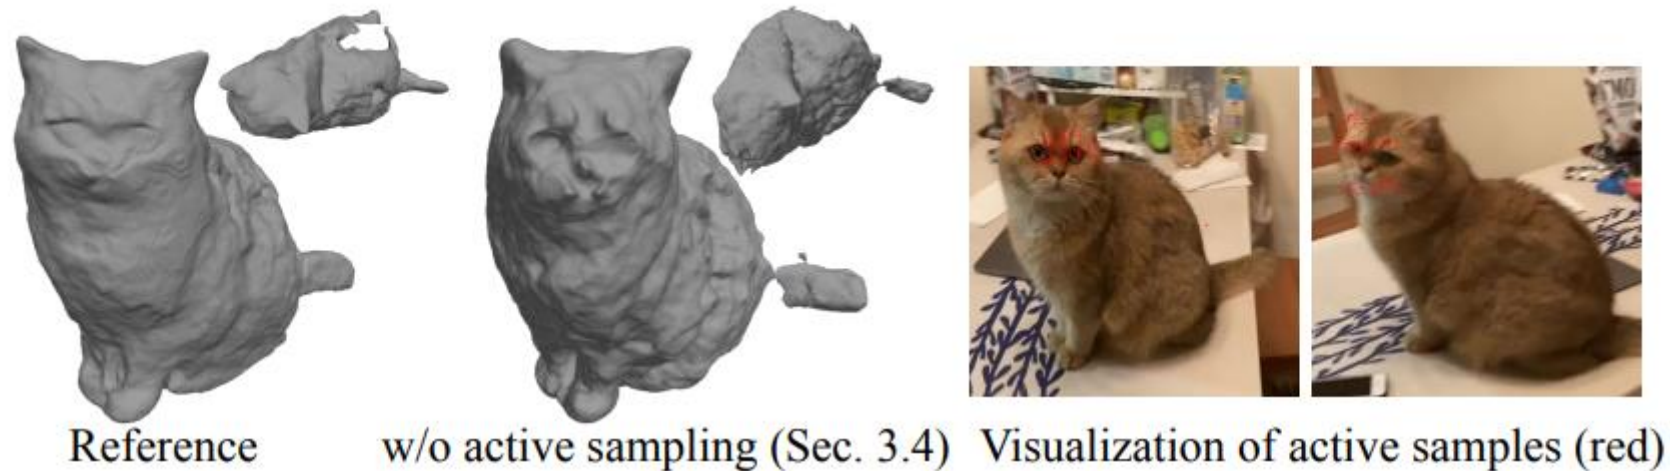 Reference
w/o active sampling (Sec. 3.4)
Visualization of active samples (red)